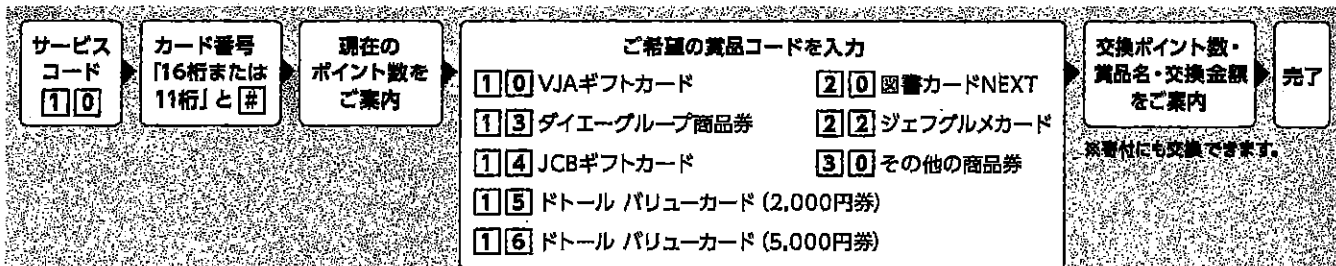 サービス
コード
10
カード番号
「16桁または
11桁」と#
現在の
ポイント数を
ご案内
ご希望の賞品コードを入力
10 VJAギフトカード
20 図書カードNEXT
13 ダイエーグループ商品券
22 ジェフグルメカード
14 JCBギフトカード
30 その他の商品券
15 ドトール バリューカード（2,000円券）
16 ドトール バリューカード（5,000円券）
交換ポイント数・
賞品名・交換金額
をご案内
※寄付にも交換できます。
完了